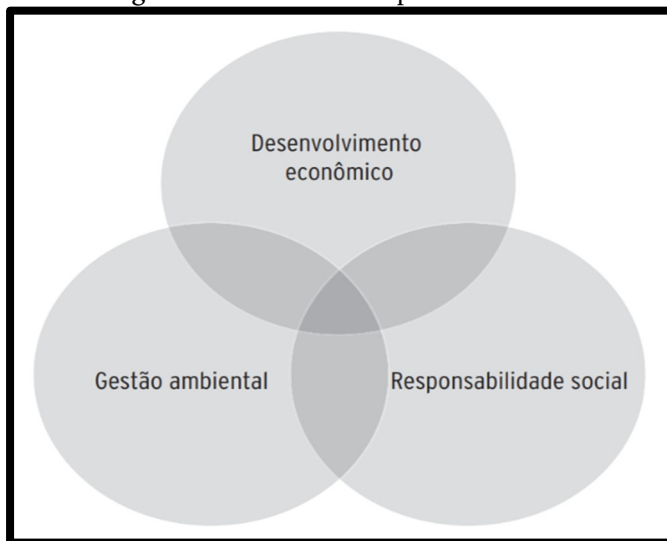 Desenvolvimento
econômico
Gestão ambiental
Responsabilidade social